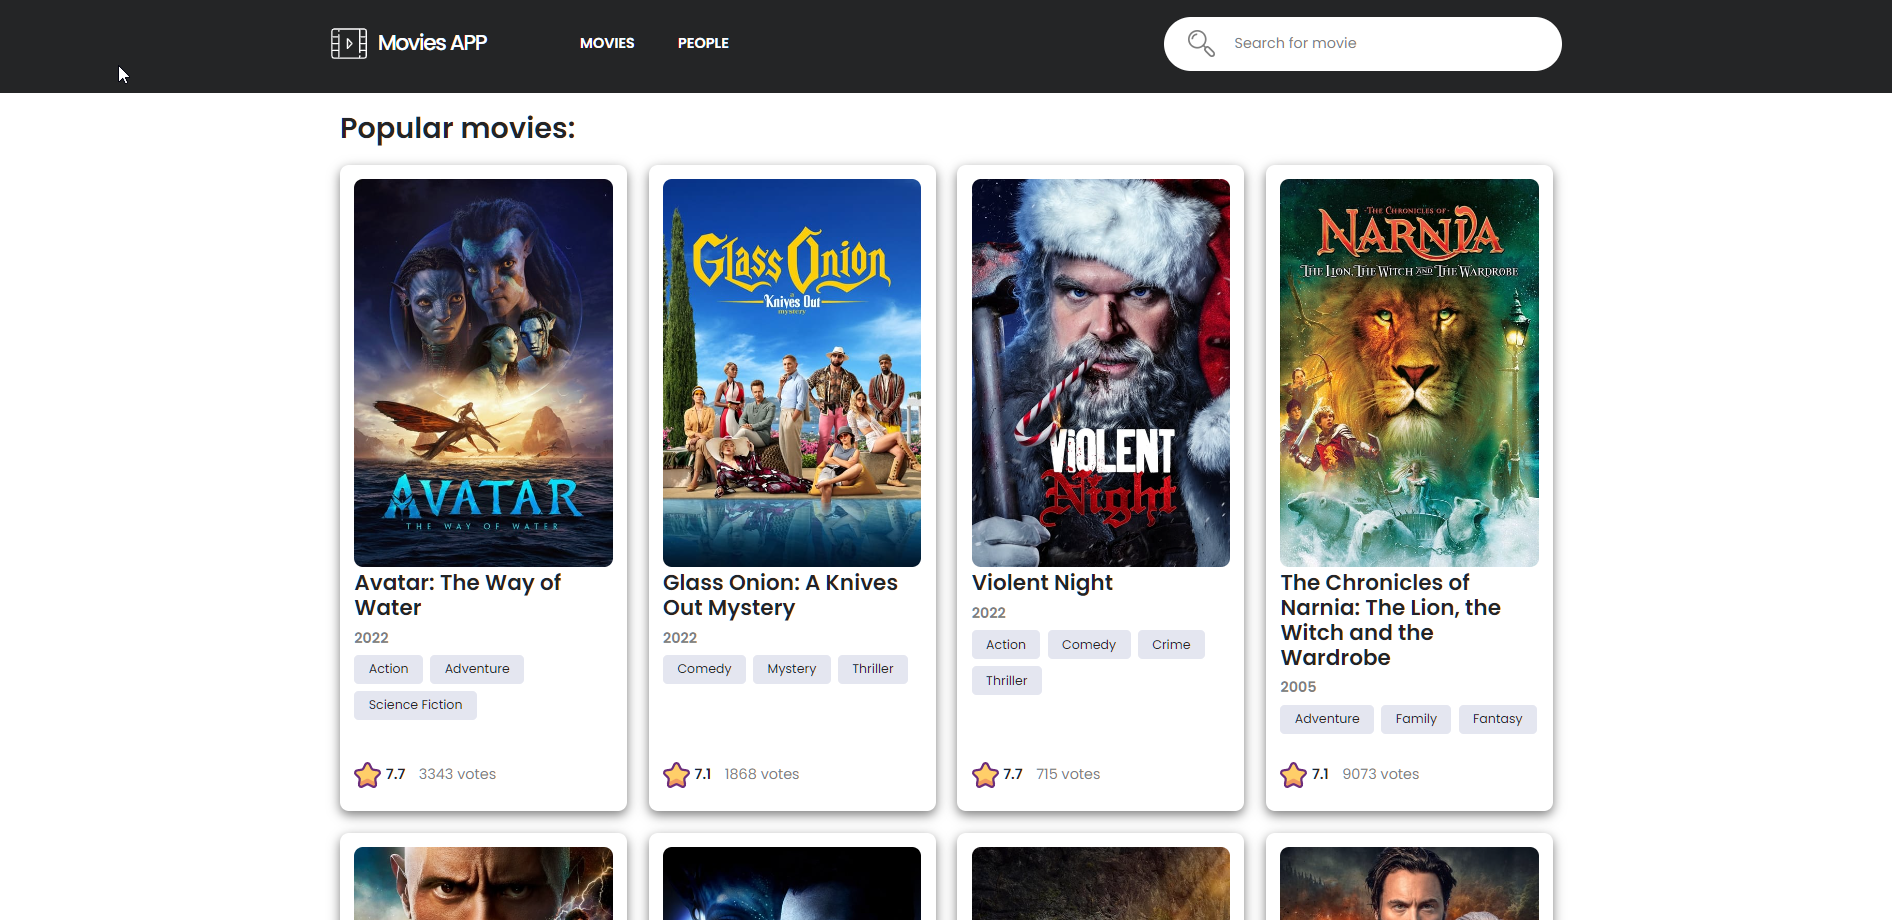 Movies APP
MOVIES
PEOPLE
Search for movie
Popular movies:
AVATAR
THE WAY OF WATER
Avatar: The Way of
Water
2022
Action
Adventure
Science Fiction
7.7
3343 votes
Glass Onion
a
Knives Out
mystery
Glass Onion: A Knives
Out Mystery
2022
Comedy
Mystery
Thriller
7.1
1868 votes
VIOLENT
Night
Violent Night
2022
Action
Comedy
Crime
Thriller
7.7
715 votes
THE CHRONICLES OF
NARNIA
THE LION, THE WITCH AND THE WARDROBE
The Chronicles of
Narnia: The Lion, the
Witch and the
Wardrobe
2005
Adventure
Family
Fantasy
7.1
9073 votes